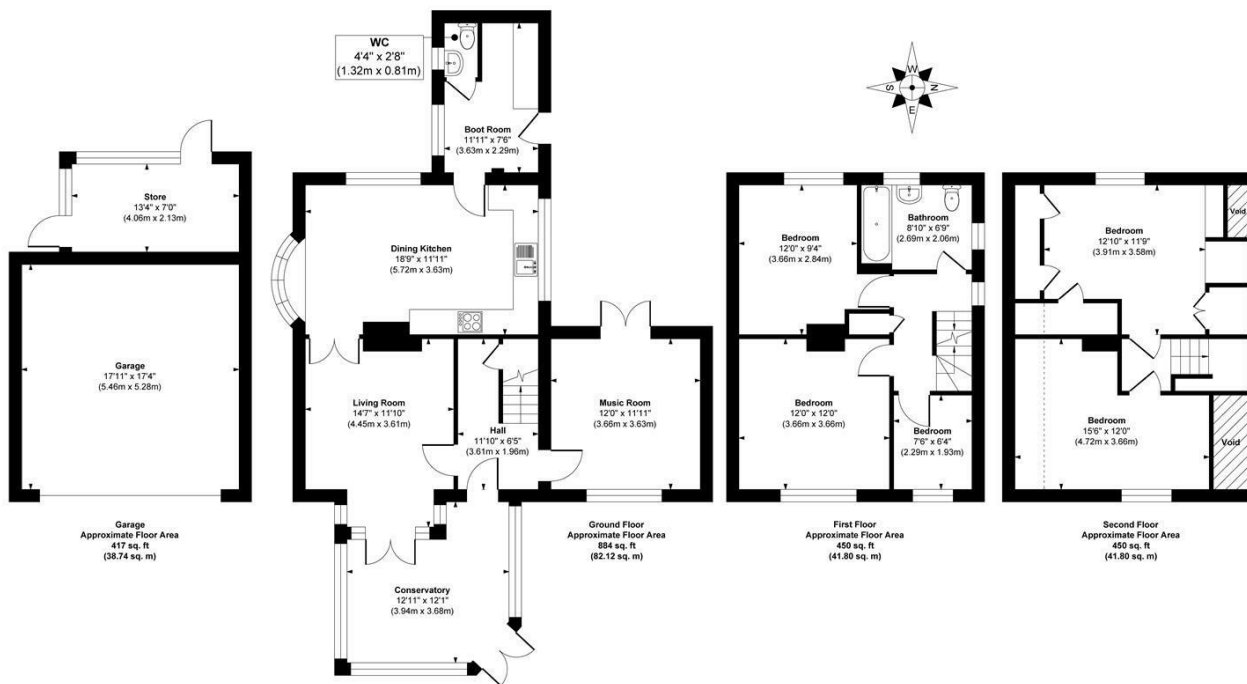 WC
4'4" x 2'8"
(1.32m x 0.81m)
Boot Room
11'11" x 7'6"
(3.63m x 2.29m)
W
S
N
E
Store
13'4" x 7'0"
(4.06m x 2.13m)
Dining Kitchen
18'9" x 11'11"
(5.72m x 3.63m)
Garage
17'11" x 17'4"
(5.46m x 5.28m)
Living Room
14'7" x 11'10"
(4.45m x 3.61m)
Hall
11'10" x 6'5"
(3.61m x 1.96m)
Music Room
12'0" x 11'11"
(3.66m x 3.63m)
Conservatory
12'11" x 12'1"
(3.94m x 3.68m)
Bedroom
12'0" x 9'4"
(3.66m x 2.84m)
Bathroom
8'10" x 6'9"
(2.69m x 2.06m)
Bedroom
12'0" x 12'0"
(3.66m x 3.66m)
Bedroom
7'6" x 6'4"
(2.29m x 1.93m)
Bedroom
12'10" x 11'9"
(3.91m x 3.58m)
Void
Bedroom
15'6" x 12'0"
(4.72m x 3.66m)
Void
Garage
Approximate Floor Area
417 sq. ft
(38.74 sq. m)
Ground Floor
Approximate Floor Area
884 sq. ft
(82.12 sq. m)
First Floor
Approximate Floor Area
450 sq. ft
(41.80 sq. m)
Second Floor
Approximate Floor Area
450 sq. ft
(41.80 sq. m)